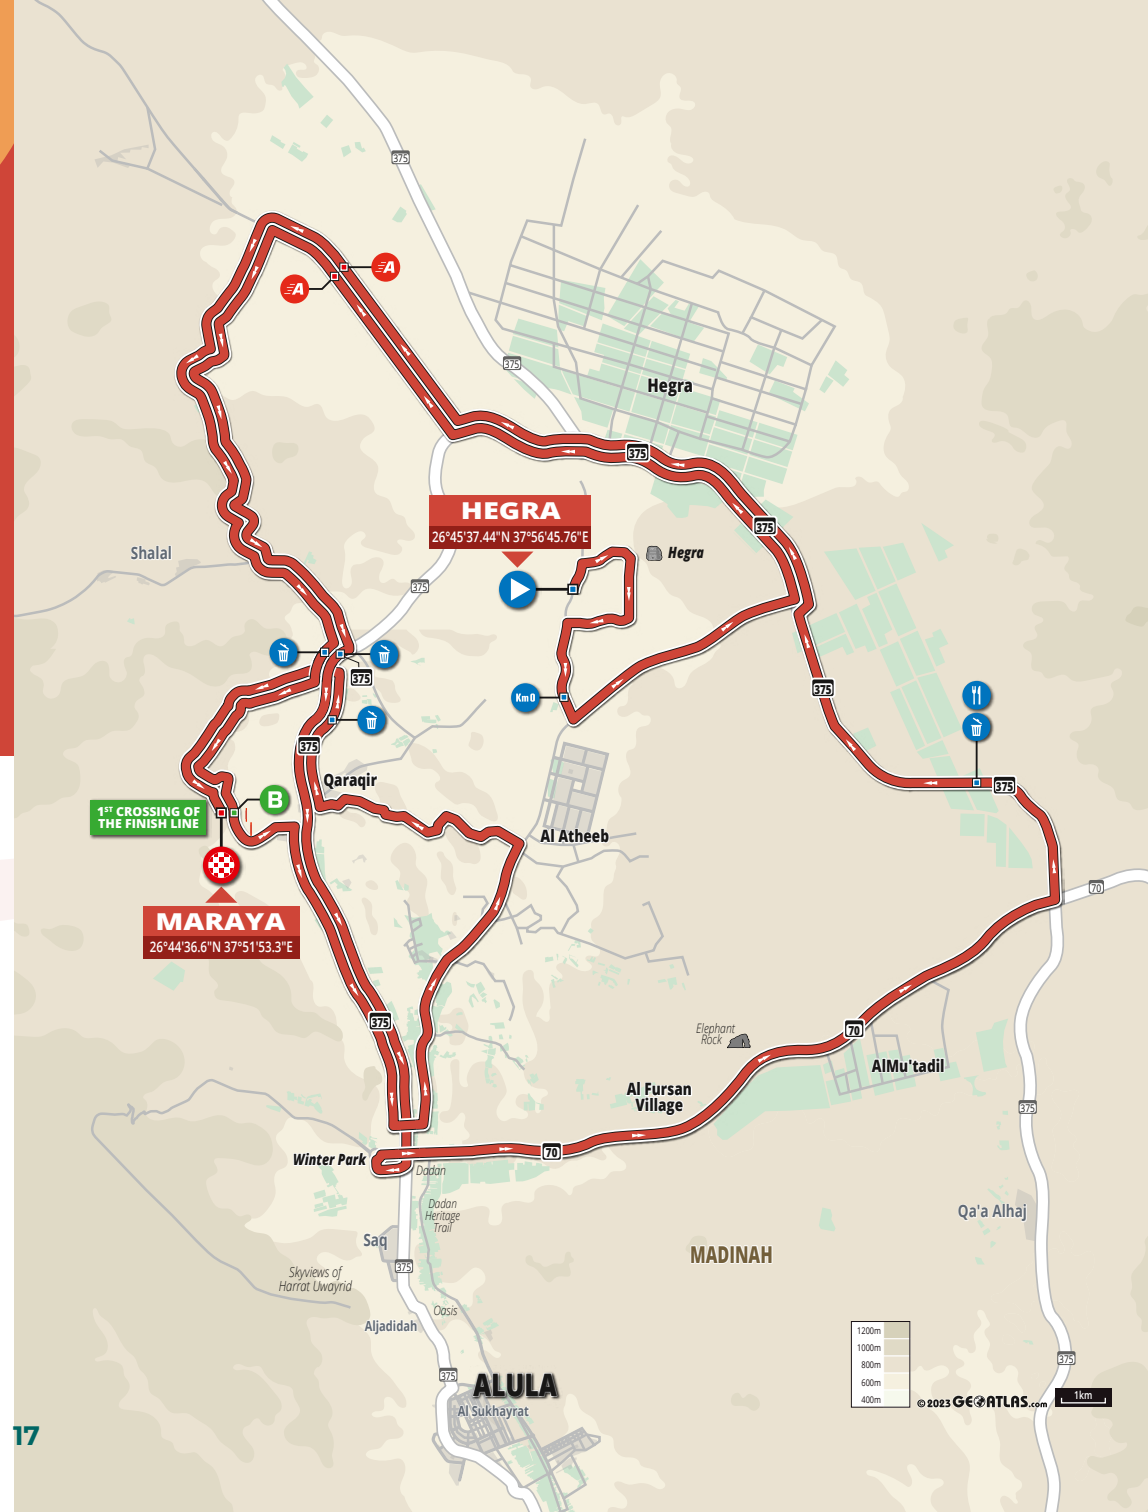 375
A
A
375
Hegra
375
HEGRA
26°45'37.44"N 37°56'45.76"E
375
Shalal
Hegra
375
375
375
Km0
375
375
Qaraqir
375
B
1ST CROSSING OF
THE FINISH LINE
Al Atheeb
70
MARAYA
26°44'36.6"N 37°51'53.3"E
375
Elephant
Rock
70
AlMu'tadil
Al Fursan
Village
375
Winter Park
70
Dadan
Dadan
Heritage
Trail
Qa'a Alhaj
Saq
MADINAH
375
Skyviews of
Harrat Uwayrid
Oasis
Aljadidah
1200m
1000m
800m
600m
400m
375
375
ALULA
Al Sukhayrat
© 2023 GEOATLAS.com
1km
17